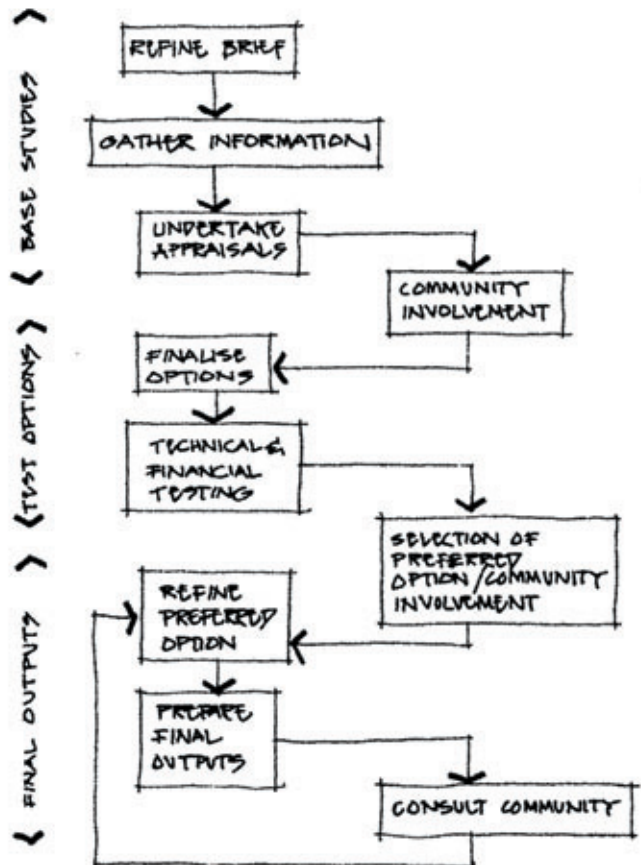 BASE STUDIES
REFINE BRIEF
GATHER INFORMATION
UNDERTAKE
APPRAISALS
COMMUNITY
INVOLVEMENT
TEST OPTIONS
FINALISE
OPTIONS
TECHNICAL &
FINANCIAL
TESTING
SELECTION OF
PREFERRED
OPTION/COMMUNITY
INVOLVEMENT
FINAL OUTPUTS
REFINE
PREFERRED
OPTION
PREPARE
FINAL
OUTPUTS
CONSULT COMMUNITY